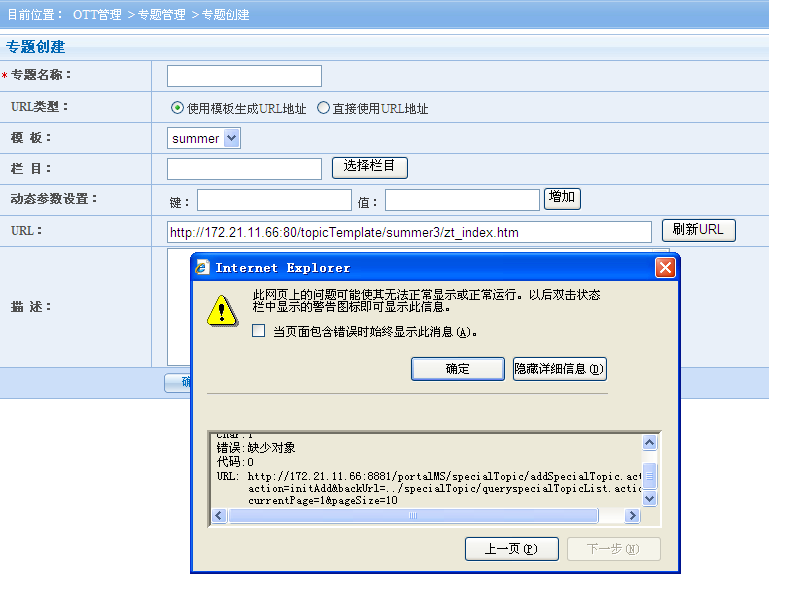 目前位置： OTT管理 > 专题管理 > 专题创建
专题创建
*专题名称：
URL类型： 使用模板生成URL地址 直接使用URL地址
模 板： summer
栏 目： 选择栏目
动态参数设置： 键： 值： 增加
URL： http://172.21.11.66:80/topicTemplate/summer3/zt_index.htm 刷新URL
描 述：
Internet Explorer
此网页上的问题可能使其无法正常显示或正常运行。以后双击状态
栏中显示的警告图标即可显示此信息。
当页面包含错误时始终显示此消息(A)。
确定 隐藏详细信息(D)
Char:1
错误:缺少对象
代码:0
URL: http://172.21.11.66:8881/portalMS/specialTopic/addSpecialTopic.act
action=initAdd&backUrl=../specialTopic/queryspecialTopicList.actio
currentPage=1&pageSize=10
上一页(P) 下一步(N)